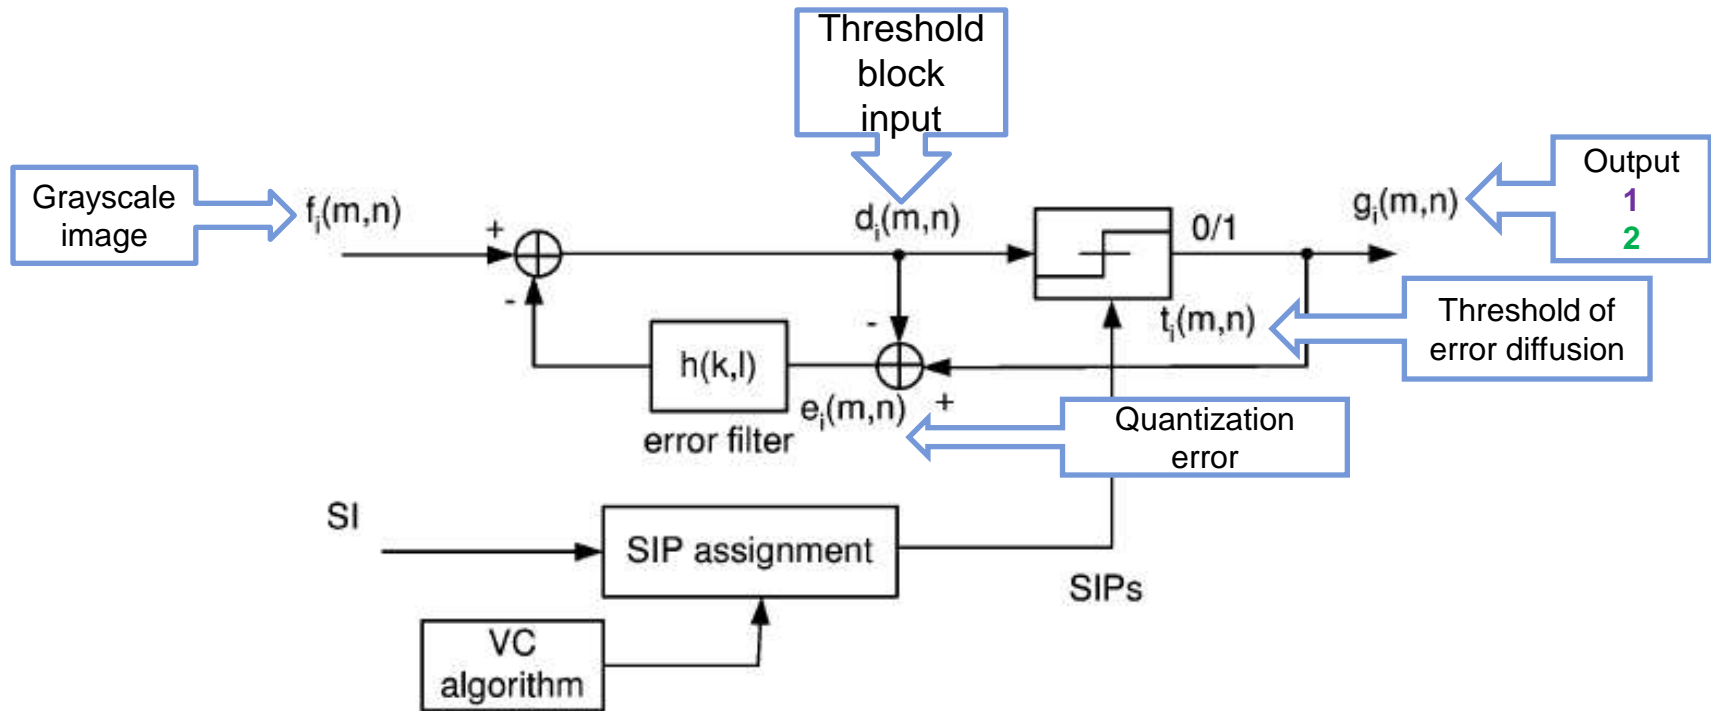 Threshold
block
input
Grayscale
image
f_i(m,n)
+
-
d_i(m,n)
0/1
g_i(m,n)
Output
1
2
t_i(m,n)
Threshold of
error diffusion
-
h(k,l)
+
e_i(m,n)
error filter
Quantization
error
SI
SIP assignment
SIPs
VC
algorithm